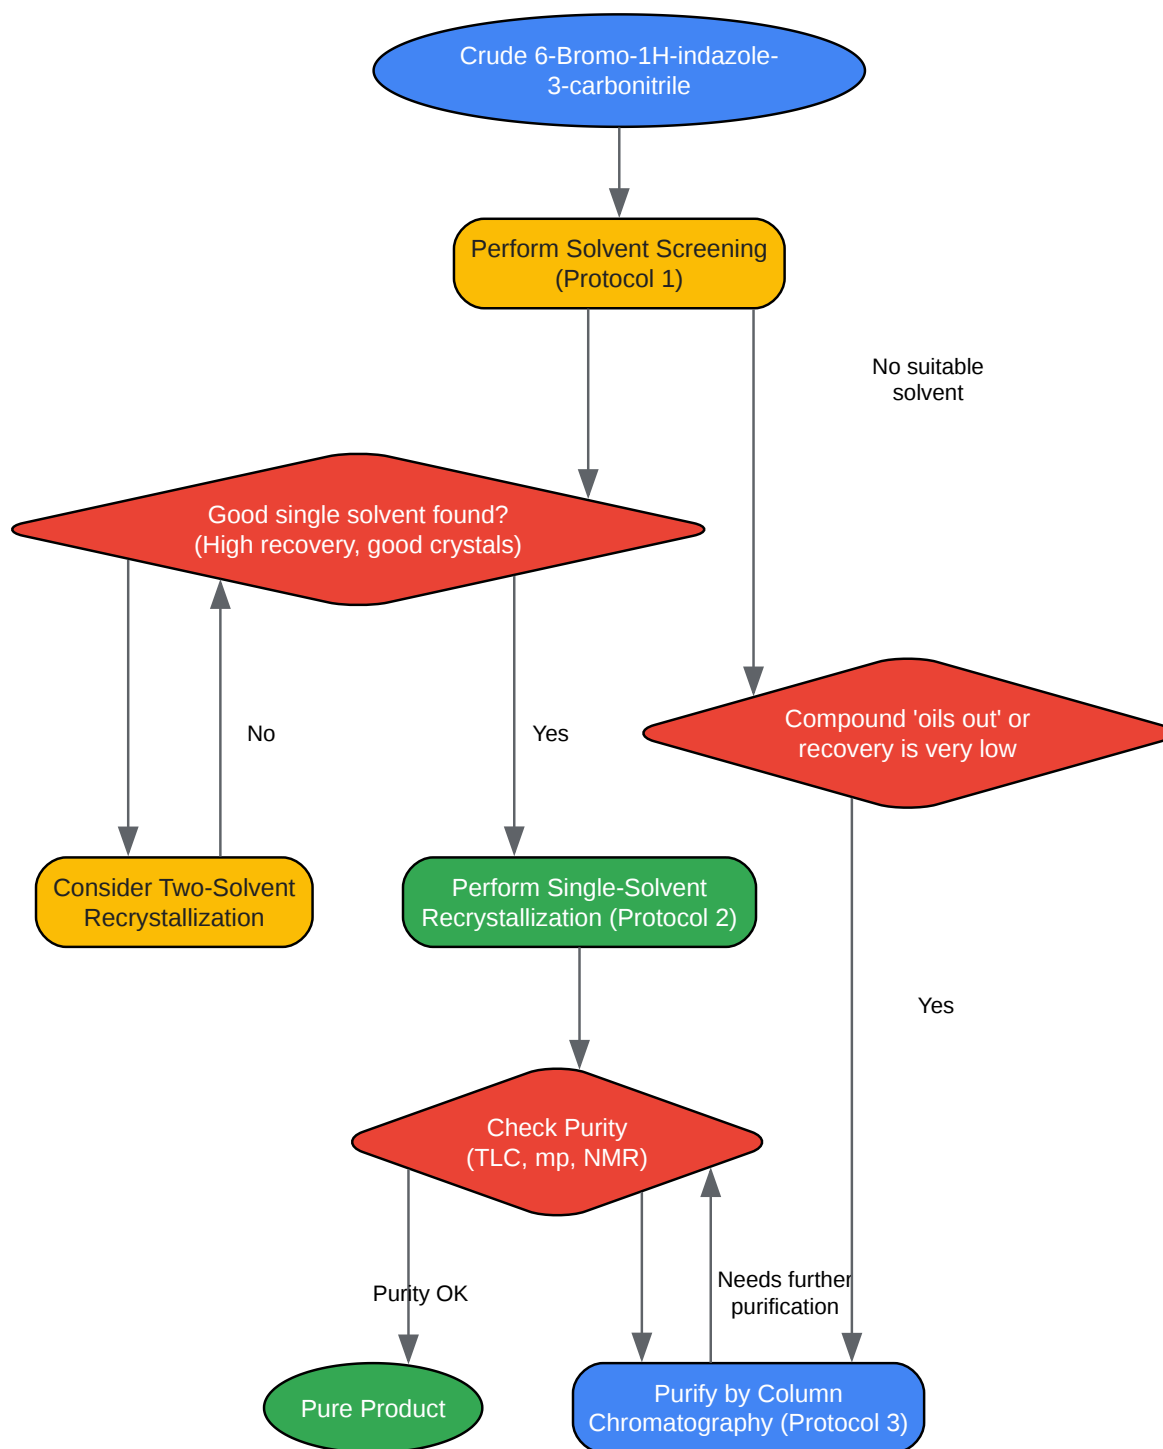 Crude 6-Bromo-1H-indazole-
3-carbonitrile
Perform Solvent Screening
(Protocol 1)
No suitable
solvent
Good single solvent found?
(High recovery, good crystals)
Compound 'oils out' or
recovery is very low
No
Yes
Consider Two-Solvent
Recrystallization
Perform Single-Solvent
Recrystallization (Protocol 2)
Yes
Check Purity
(TLC, mp, NMR)
Purity OK
Needs further
purification
Pure Product
Purify by Column
Chromatography (Protocol 3)